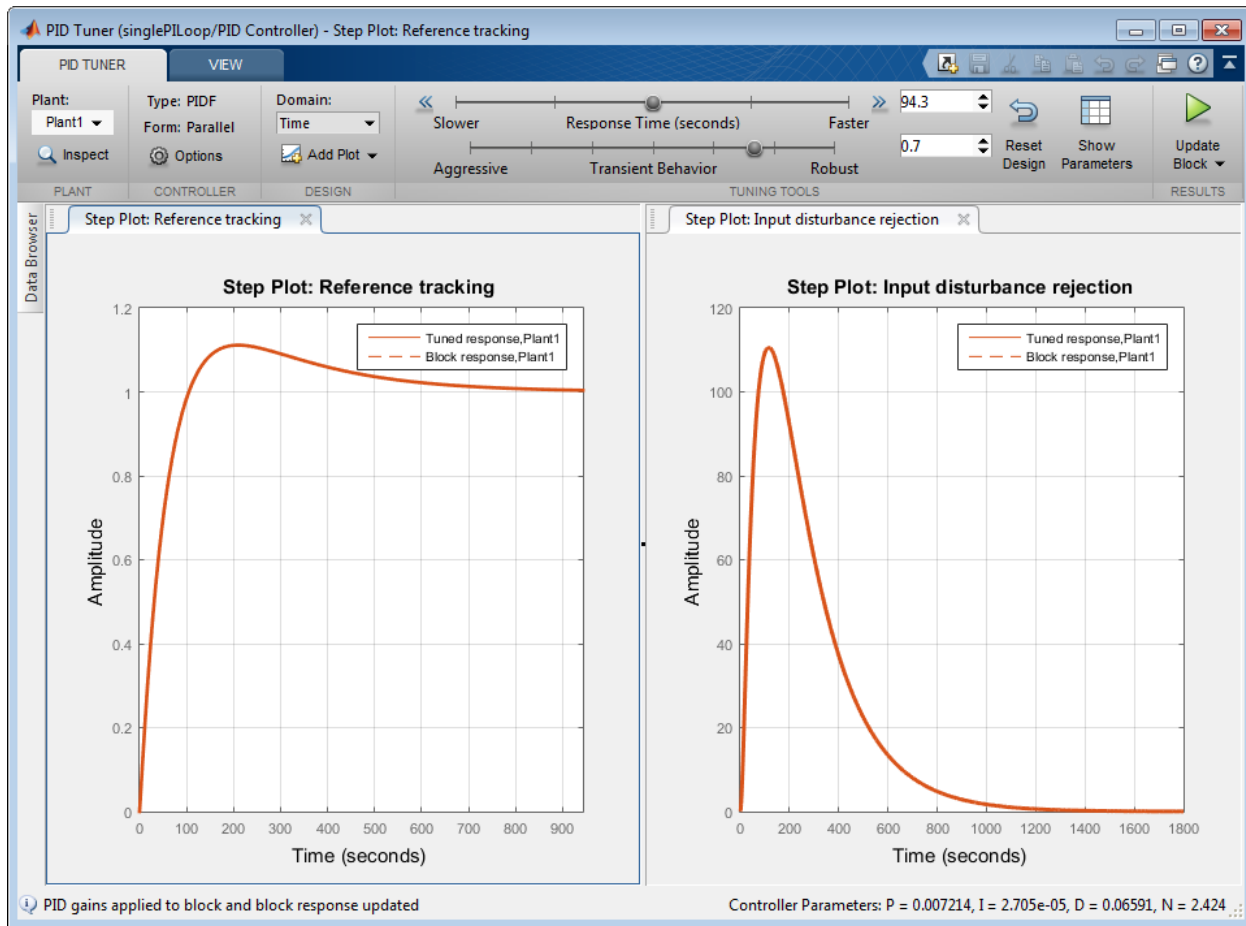 PID Tuner (singlePILoop/PID Controller) - Step Plot: Reference tracking
PID TUNER
VIEW
Plant:
Plant1
Inspect
PLANT
Type: PIDF
Form: Parallel
Options
CONTROLLER
Domain:
Time
Add Plot
DESIGN
Slower Response Time (seconds) Faster
94.3
Aggressive Transient Behavior Robust
0.7
Reset
Design
Show
Parameters
TUNING TOOLS
Update
Block
RESULTS
Data Browser
Step Plot: Reference tracking
Step Plot: Reference tracking
Tuned response,Plant1
Block response,Plant1
Amplitude
1.2
1
0.8
0.6
0.4
0.2
0
0 100 200 300 400 500 600 700 800 900
Time (seconds)
Step Plot: Input disturbance rejection
Step Plot: Input disturbance rejection
Tuned response,Plant1
Block response,Plant1
Amplitude
120
100
80
60
40
20
0
0 200 400 600 800 1000 1200 1400 1600 1800
Time (seconds)
PID gains applied to block and block response updated
Controller Parameters: P = 0.007214, I = 2.705e-05, D = 0.06591, N = 2.424